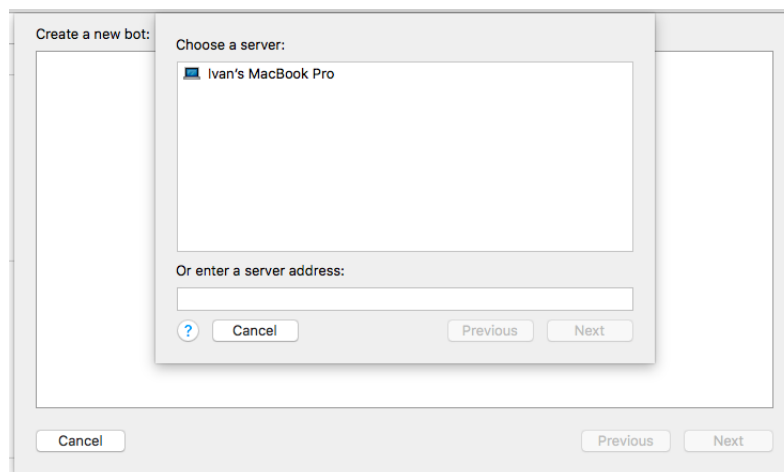 Create a new bot:
Choose a server:
Ivan's MacBook Pro
Or enter a server address:
?
Cancel
Previous
Next
Cancel
Previous
Next